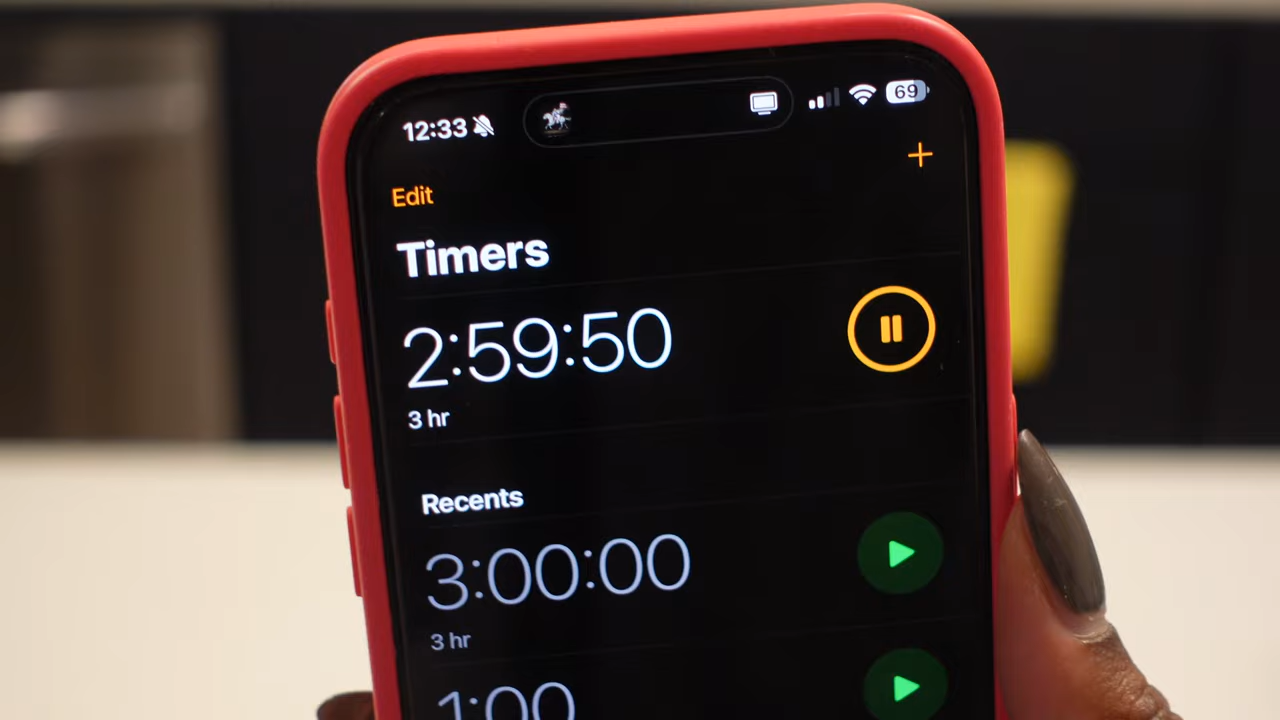 12:33 69
Edit
Timers
2:59:50
3 hr
Recents
3:00:00
3 hr
1:00